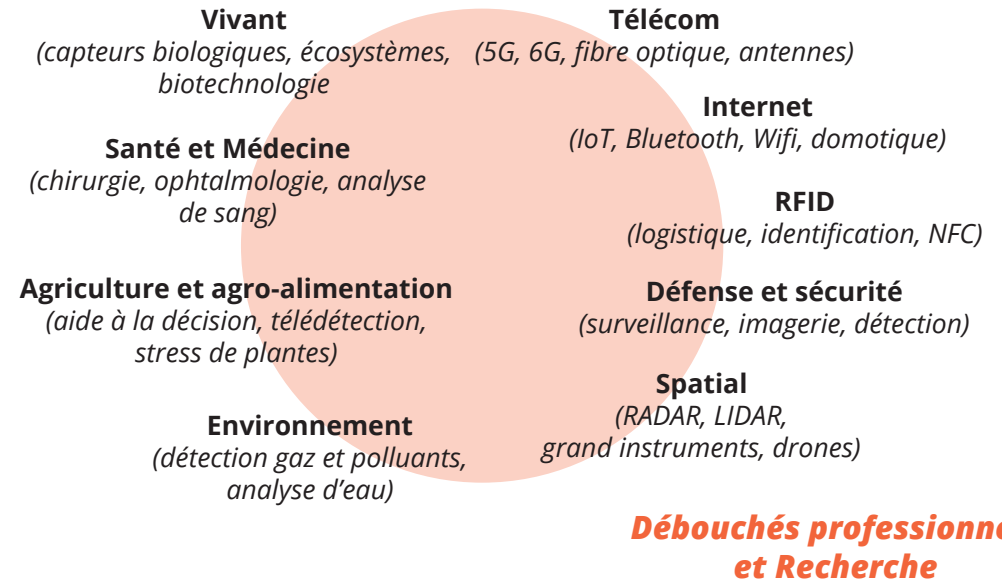 Vivant
(capteurs biologiques, écosystèmes,
biotechnologie
Télécom
(5G, 6G, fibre optique, antennes)
Internet
(IoT, Bluetooth, Wifi, domotique)
Santé et Médecine
(chirurgie, ophtalmologie, analyse
de sang)
RFID
(logistique, identification, NFC)
Agriculture et agro-alimentation
(aide à la décision, télédétection,
stress de plantes)
Défense et sécurité
(surveillance, imagerie, détection)
Spatial
(RADAR, LIDAR,
grand instruments, drones)
Environnement
(détection gaz et polluants,
analyse d’eau)
Débouchés
et Recherche